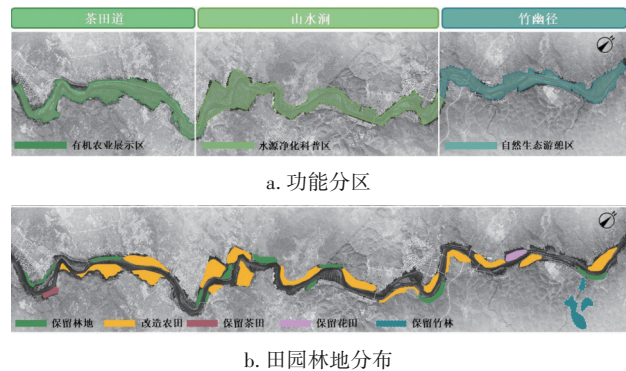 茶田道 山水涧 竹幽径
有机农业展示区 水源净化科普区 自然生态游憩区
a. 功能分区
保留林地 改造农田 保留茶田 保留花田 保留竹林
b. 田园林地分布